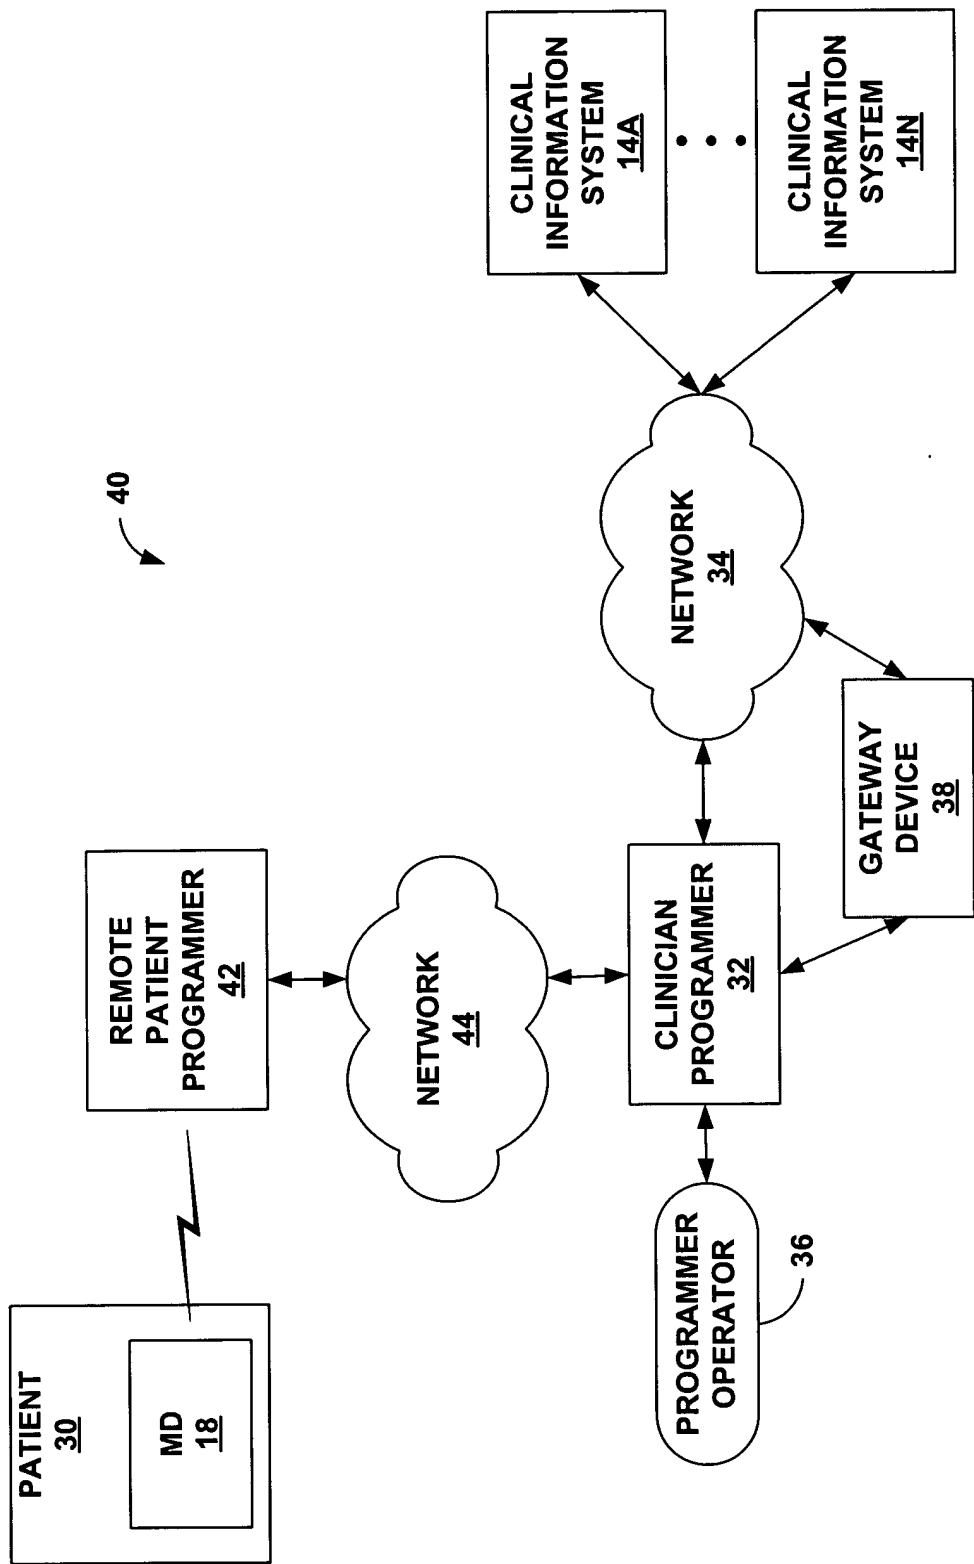 40
PATIENT
30
MD
18
REMOTE
PATIENT
PROGRAMMER
42
NETWORK
44
PROGRAMMER
OPERATOR
36
CLINICIAN
PROGRAMMER
32
NETWORK
34
GATEWAY
DEVICE
38
CLINICAL
INFORMATION
SYSTEM
14A
CLINICAL
INFORMATION
SYSTEM
14N